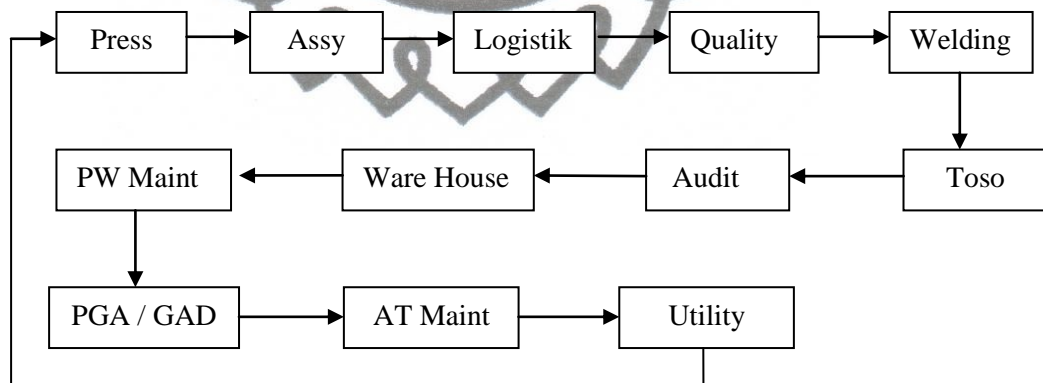 Press
Assy
Logistik
Quality
Welding
PW Maint
Ware House
Audit
Toso
PGA / GAD
AT Maint
Utility